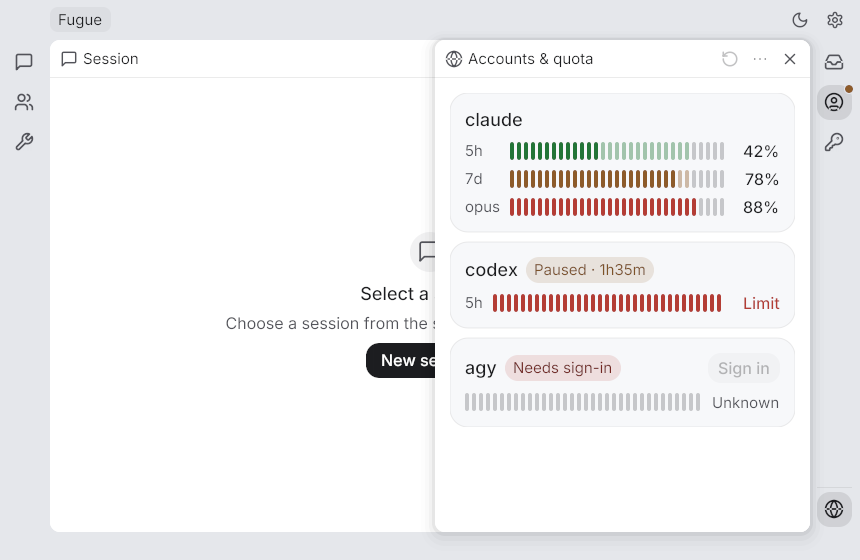 Fugue
Session
Accounts & quota
Select a
Choose a session from the
New se
claude
5h 42%
7d 78%
opus 88%
codex Paused · 1h35m
5h Limit
agy Needs sign-in Sign in
Unknown